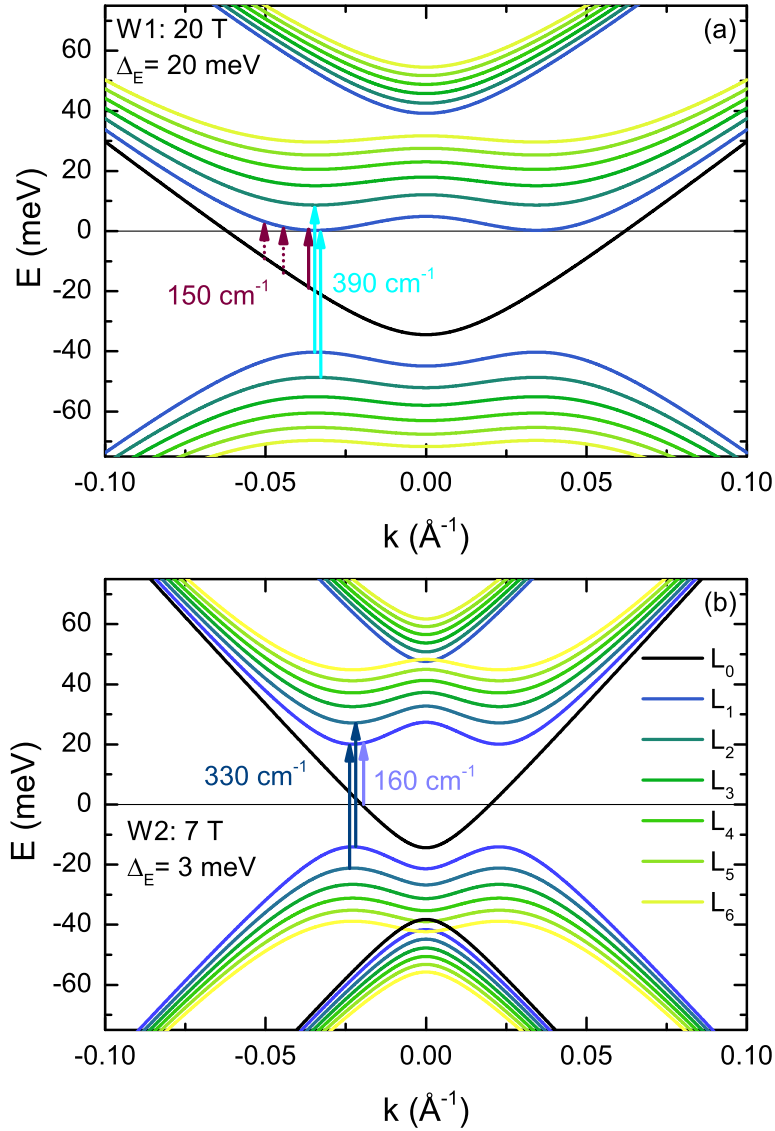 W1: 20 T
(a)
Δ_E= 20 meV
60
40
20
0
-20
-40
-60
E (meV)
150 cm⁻¹
390 cm⁻¹
-0.10
-0.05
0.00
0.05
0.10
k (Å⁻¹)
(b)
60
40
20
0
-20
-40
-60
E (meV)
L₀
L₁
L₂
L₃
L₄
L₅
L₆
330 cm⁻¹
160 cm⁻¹
W2: 7 T
Δ_E= 3 meV
-0.10
-0.05
0.00
0.05
0.10
k (Å⁻¹)